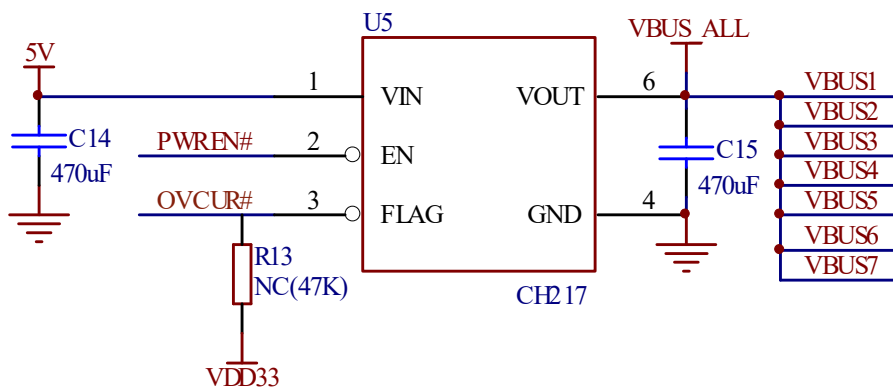 U5
VBUS_ALL
5V
1 VIN VOUT 6 VBUS1
VBUS2
C14 PWREN# 2 EN C15 VBUS3
470uF 470uF VBUS4
OVCUR# 3 FLAG GND 4 VBUS5
VBUS6
R13 VBUS7
NC(47K)
CH217
VDD33